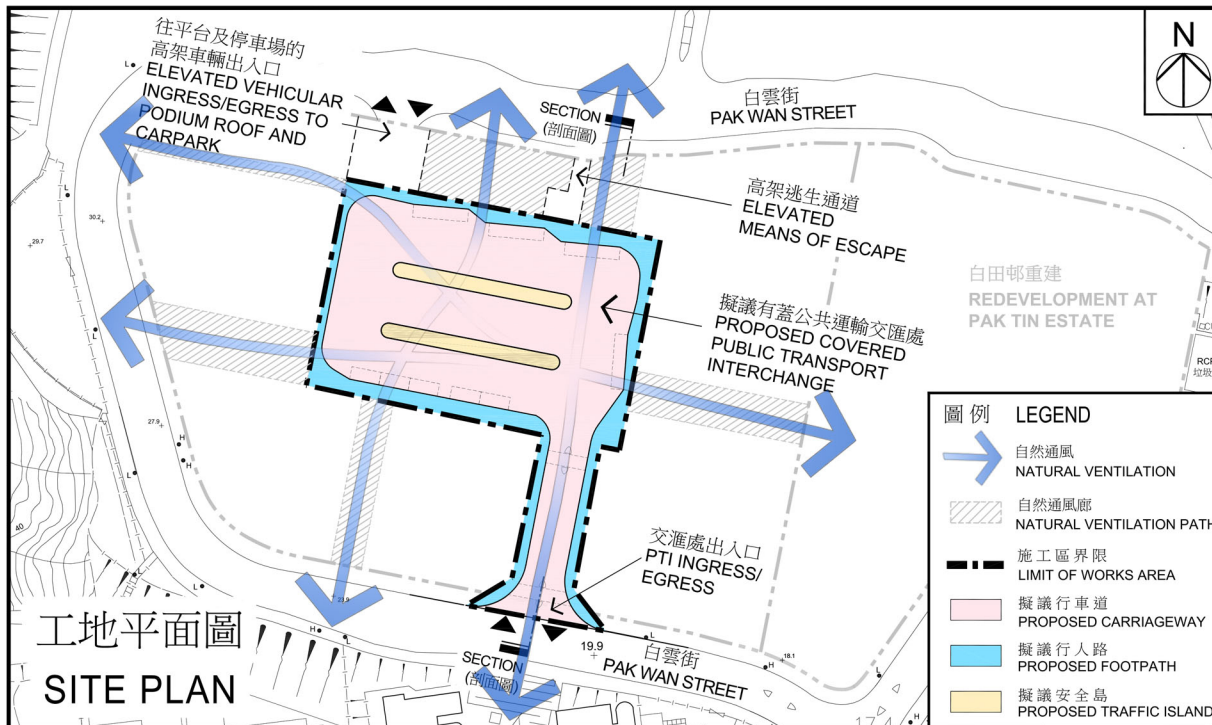 往平台及停車場的
高架車輛出入口
ELEVATED VEHICULAR
INGRESS/EGRESS TO
PODIUM ROOF AND
CARPARK
SECTION
(剖面圖)
白雲街
PAK WAN STREET
N
高架逃生通道
ELEVATED
MEANS OF ESCAPE
擬議有蓋公共運輸交匯處
PROPOSED COVERED
PUBLIC TRANSPORT
INTERCHANGE
白田邨重建
REDEVELOPMENT AT
PAK TIN ESTATE
RCP
L
L
30.2
29.7
L
27.9
H
H
L
40
L
23.9
H
L
交匯處出入口
PTI INGRESS/
EGRESS
SECTION
(剖面圖)
19.9
白雲街
PAK WAN STREET
L
H
18.1
L
H
工地平面圖
SITE PLAN
圖例 LEGEND
自然通風
NATURAL VENTILATION
自然通風廊
NATURAL VENTILATION PATH
施工區界限
LIMIT OF WORKS AREA
擬議行車道
PROPOSED CARRIAGEWAY
擬議行人路
PROPOSED FOOTPATH
擬議安全島
PROPOSED TRAFFIC ISLAND